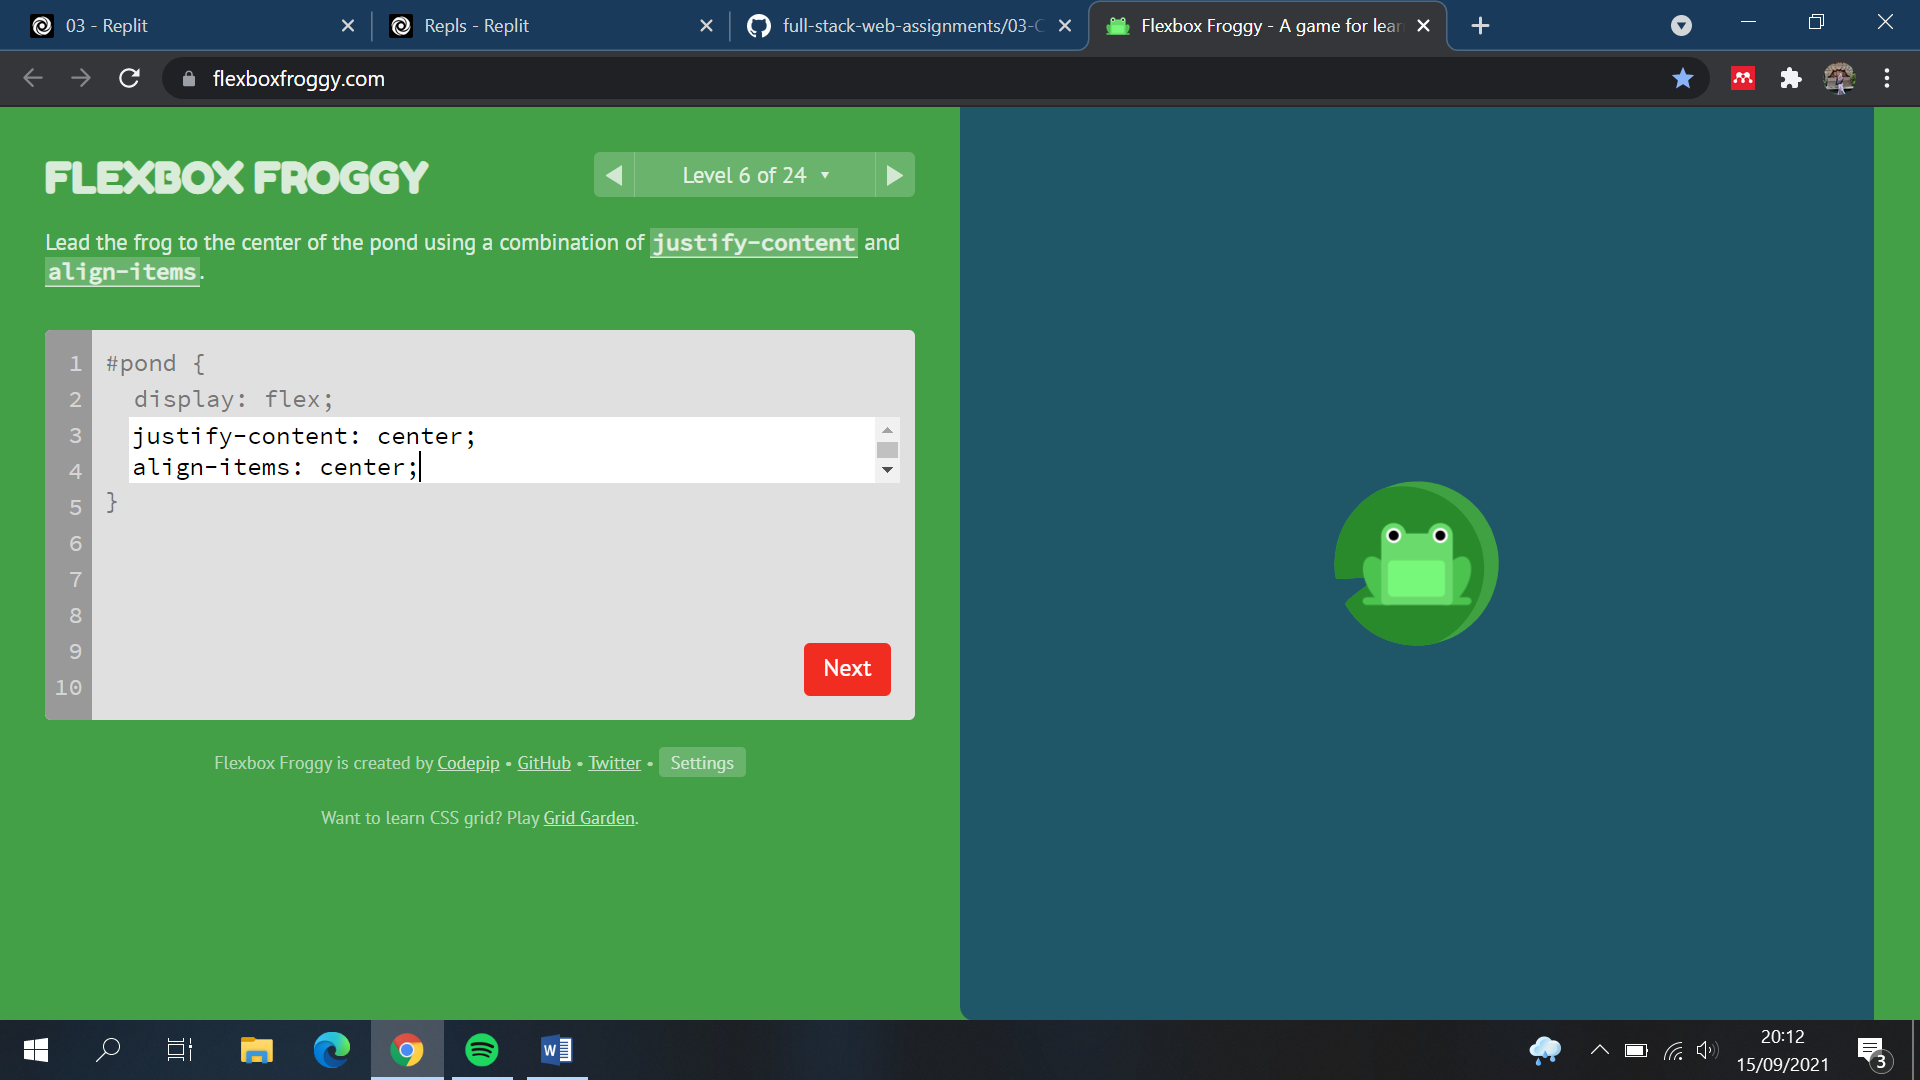 03 - Replit
Repls - Replit
full-stack-web-assignments/03-C
Flexbox Froggy - A game for lear
flexboxfroggy.com
FLEXBOX FROGGY
Level 6 of 24
Lead the frog to the center of the pond using a combination of justify-content and
align-items.
1 #pond {
2 display: flex;
3 justify-content: center;
4 align-items: center;
5 }
6
7
8
9
10
Next
Flexbox Froggy is created by Codepip • GitHub • Twitter • Settings
Want to learn CSS grid? Play Grid Garden.
W
20:12
15/09/2021
3